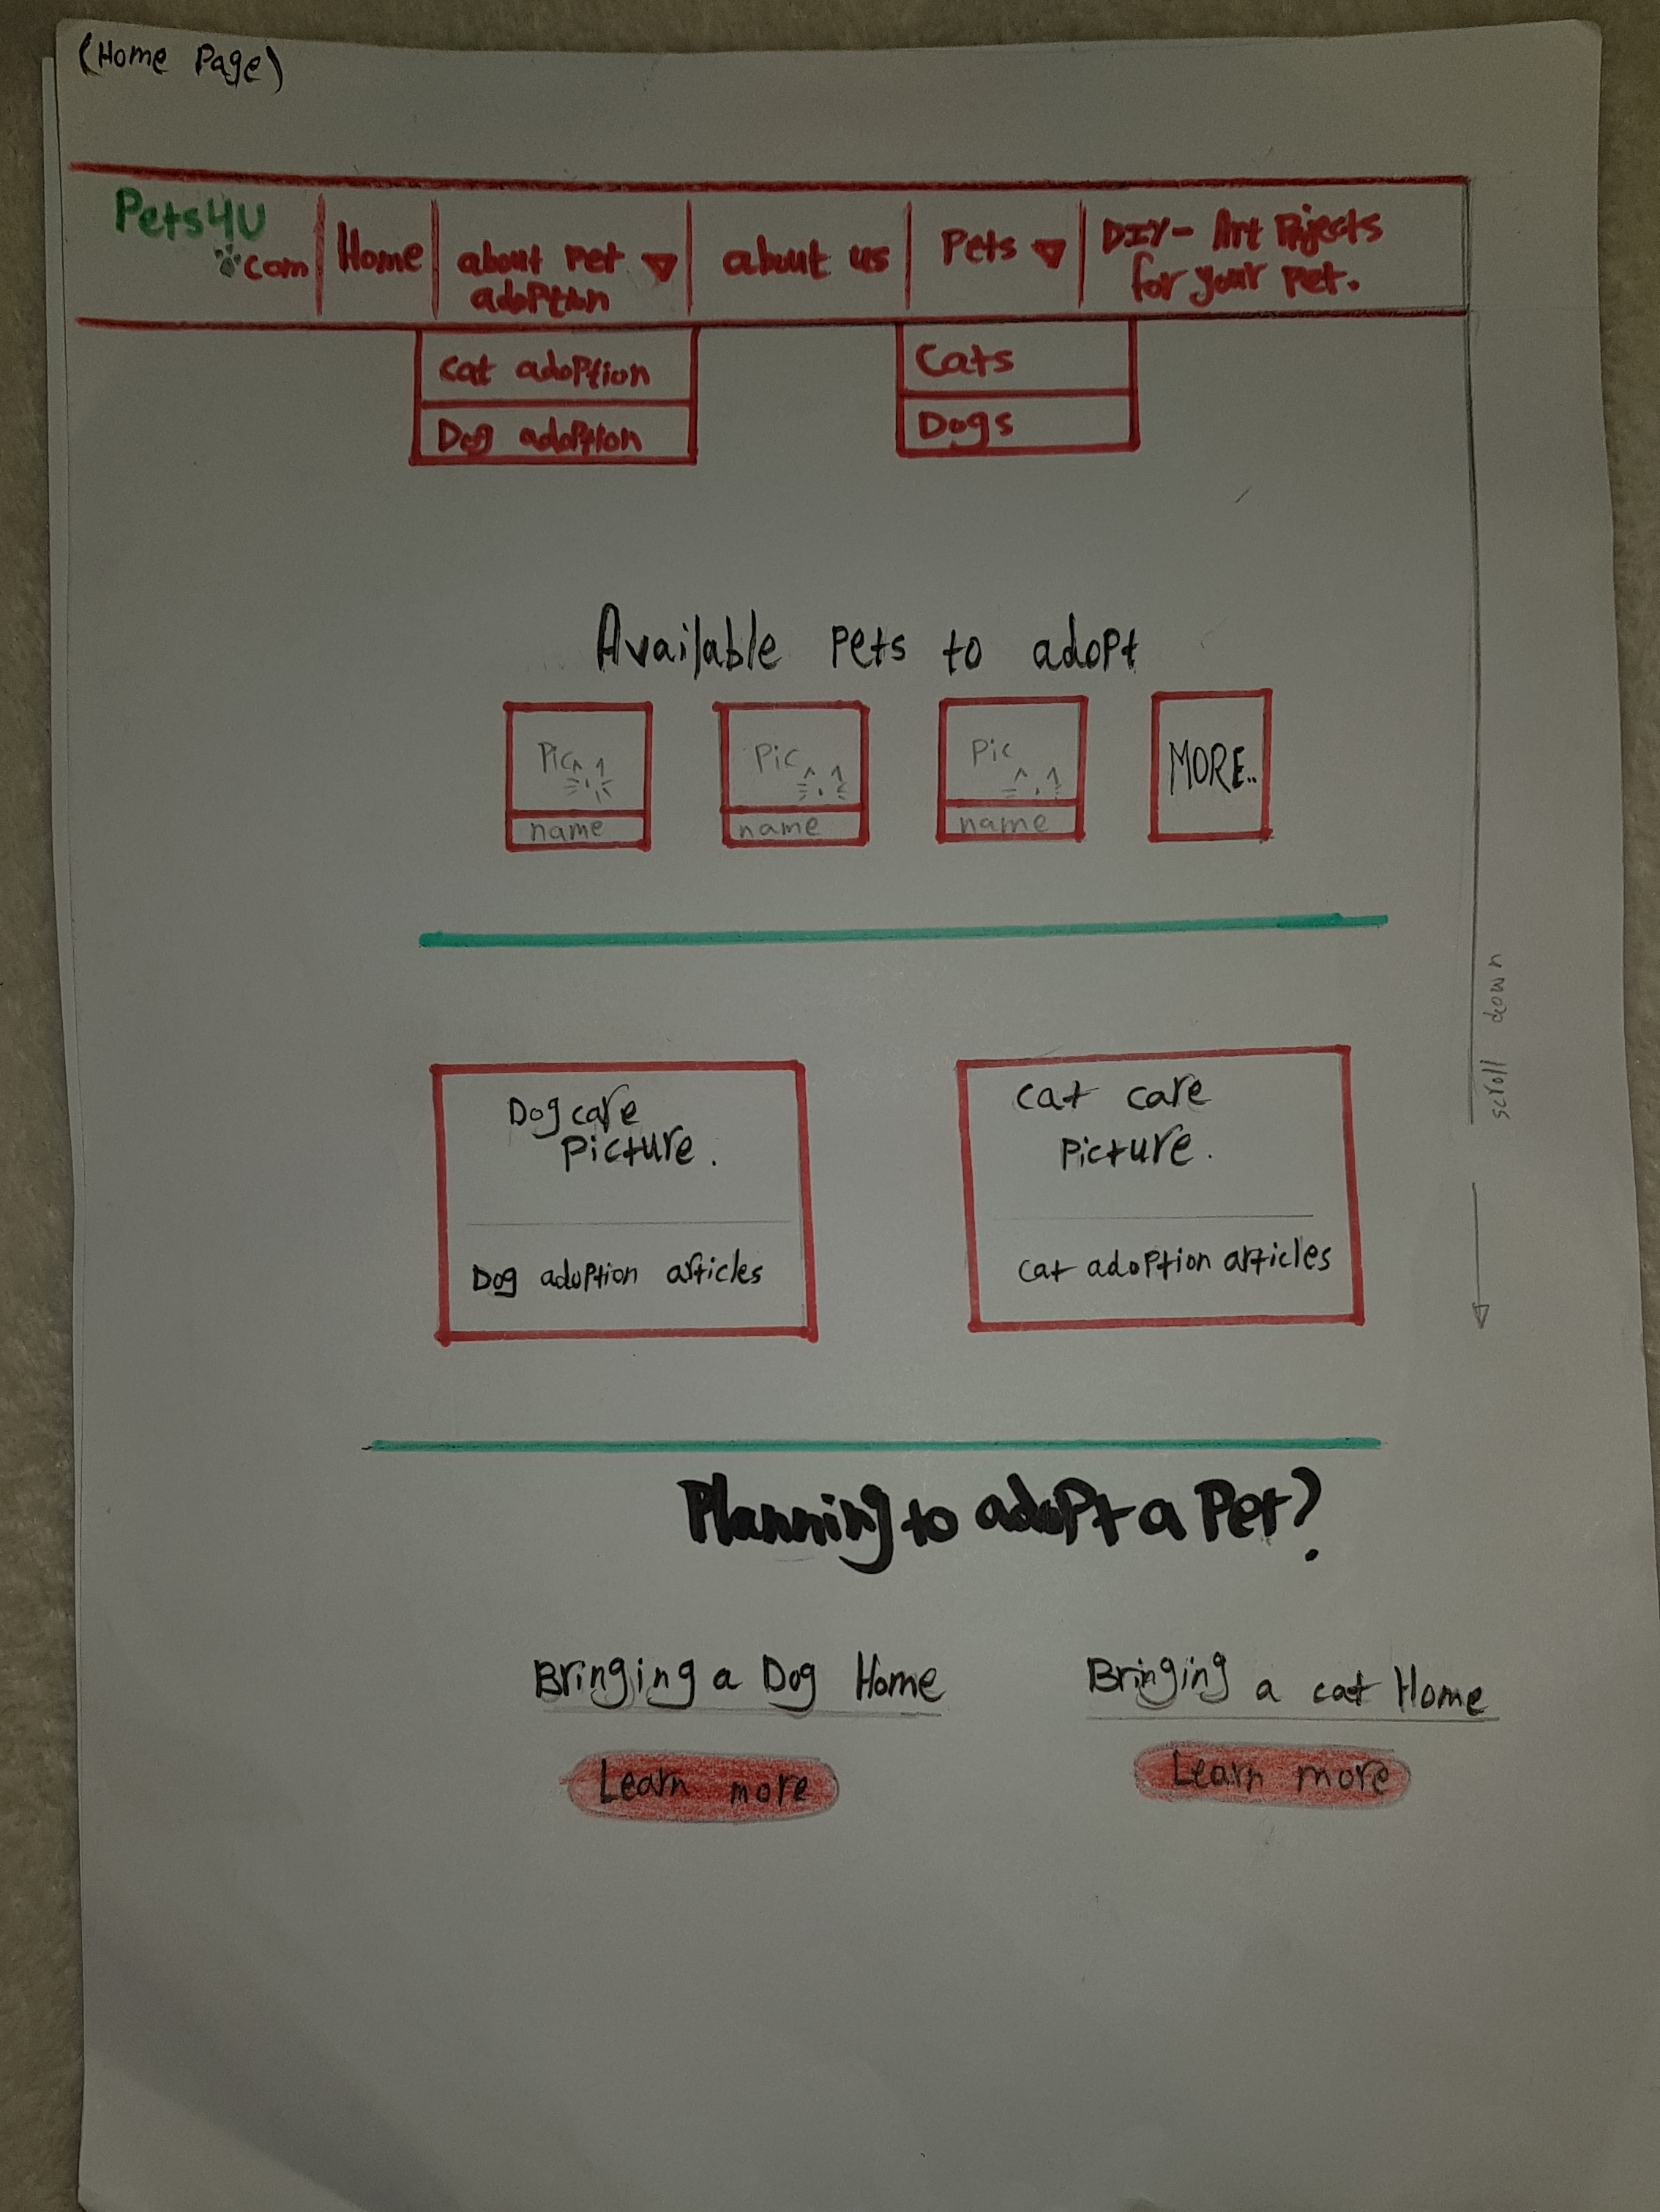 (Home Page)
Pets4U
com
Home
about Pet
adoption
about us
Pets
DIY- Art Pjects
for your Pet.
cat adoption
Dog adoption
Cats
Dogs
Available Pets to adopt
Pic
Pic
Pic
MORE..
name
name
name
scroll down
Dog care
Picture.
cat care
Picture.
Dog adoption articles
cat adoption articles
Planning to adopt a Pet?
Bringing a Dog Home
Bringing a cat Home
Learn more
Learn more